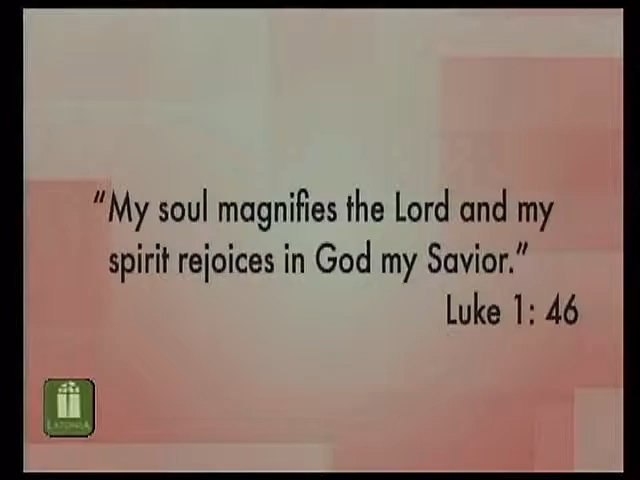 “My soul magnifies the Lord and my
spirit rejoices in God my Savior.”
Luke 1: 46